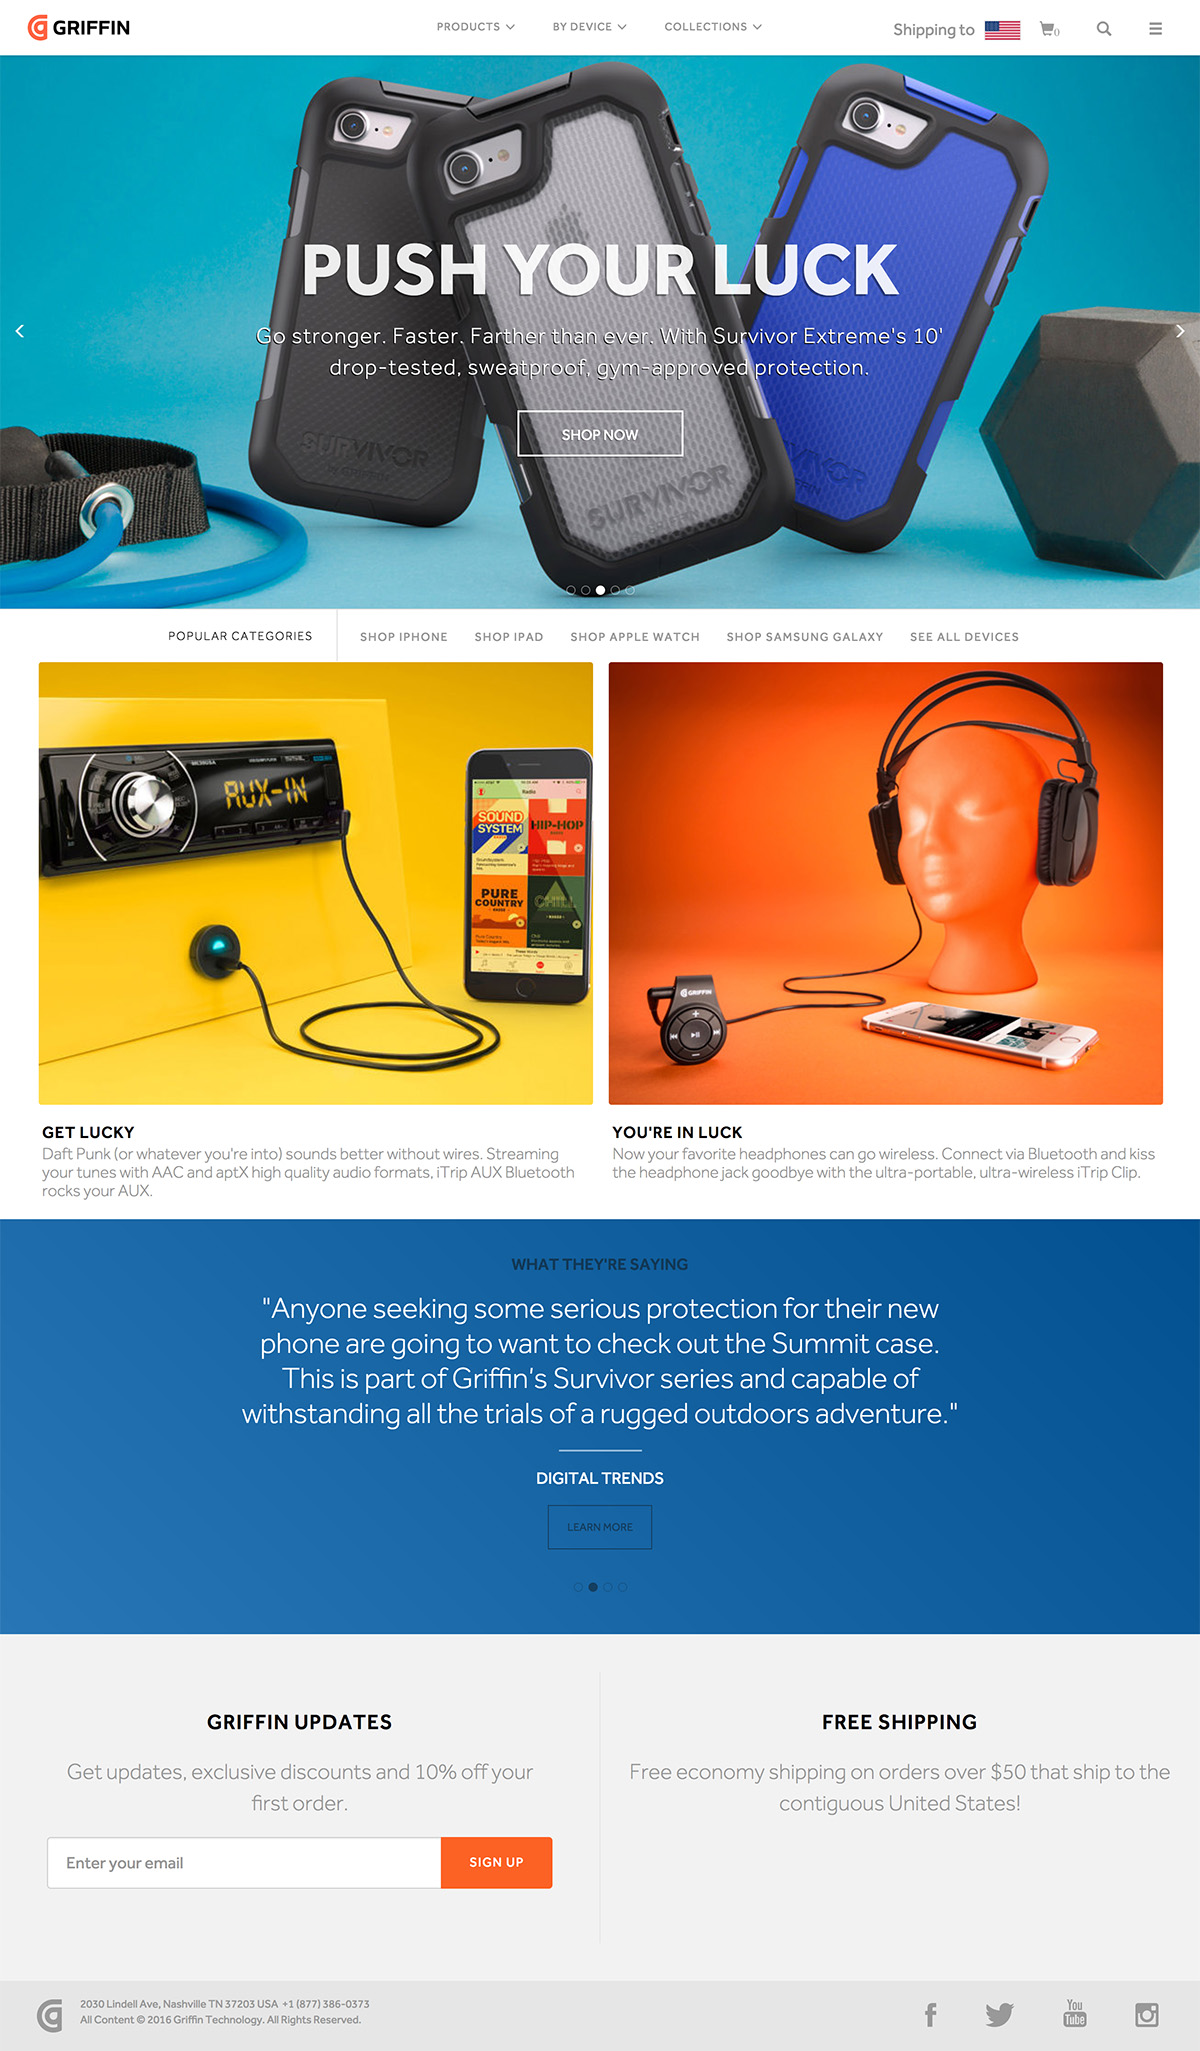 GRIFFIN
PRODUCTS
BY DEVICE
COLLECTIONS
Shipping to
0
PUSH YOUR LUCK
Go stronger. Faster. Farther than ever. With Survivor Extreme's 10'
drop-tested, sweatproof, gym-approved protection.
SHOP NOW
SURVIVOR
SURVIVOR
SURVIVOR
POPULAR CATEGORIES
SHOP IPHONE
SHOP IPAD
SHOP APPLE WATCH
SHOP SAMSUNG GALAXY
SEE ALL DEVICES
AUX-IN
Radio
SOUND
SYSTEM
HIP-HOP
PURE
COUNTRY
CHILL
GRIFFIN
GET LUCKY
Daft Punk (or whatever you're into) sounds better without wires. Streaming
your tunes with AAC and aptX high quality audio formats, iTrip AUX Bluetooth
rocks your AUX.
YOU'RE IN LUCK
Now your favorite headphones can go wireless. Connect via Bluetooth and kiss
the headphone jack goodbye with the ultra-portable, ultra-wireless iTrip Clip.
WHAT THEY'RE SAYING
"Anyone seeking some serious protection for their new
phone are going to want to check out the Summit case.
This is part of Griffin's Survivor series and capable of
withstanding all the trials of a rugged outdoors adventure."
DIGITAL TRENDS
LEARN MORE
GRIFFIN UPDATES
Get updates, exclusive discounts and 10% off your
first order.
Enter your email
SIGN UP
FREE SHIPPING
Free economy shipping on orders over $50 that ship to the
contiguous United States!
2030 Lindell Ave, Nashville TN 37203 USA +1 (877) 386-0373
All Content © 2016 Griffin Technology. All Rights Reserved.
You
Tube